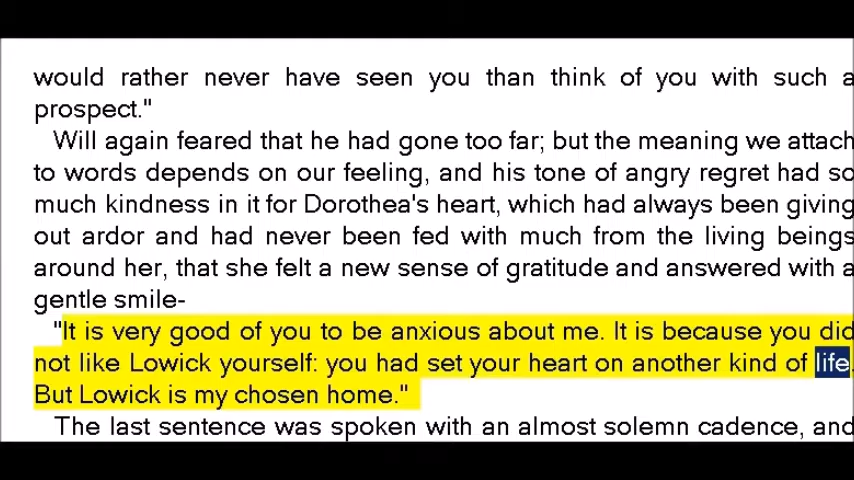 would rather never have seen you than think of you with such a
prospect."
Will again feared that he had gone too far; but the meaning we attach
to words depends on our feeling, and his tone of angry regret had so
much kindness in it for Dorothea's heart, which had always been giving
out ardor and had never been fed with much from the living beings
around her, that she felt a new sense of gratitude and answered with a
gentle smile-
"It is very good of you to be anxious about me. It is because you did
not like Lowick yourself: you had set your heart on another kind of life.
But Lowick is my chosen home."
The last sentence was spoken with an almost solemn cadence, and